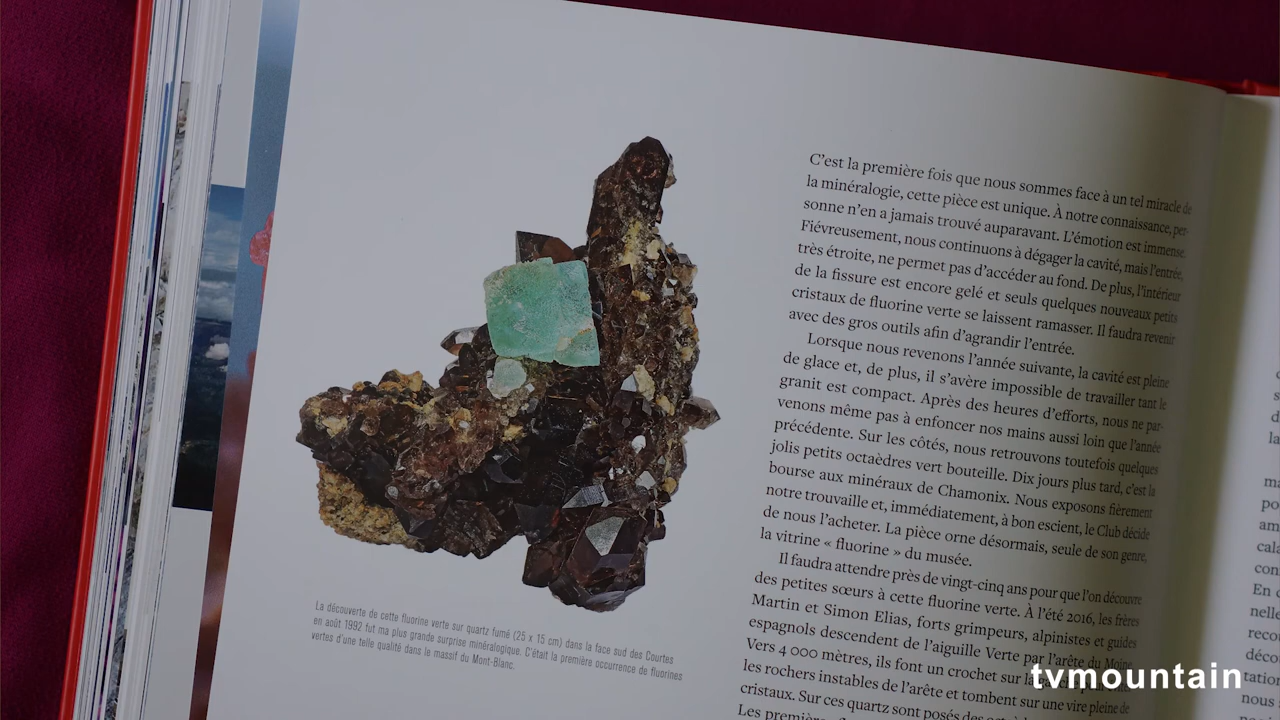 C'est la première fois que nous sommes face à un tel miracle de
la minéralogie, cette pièce est unique. À notre connaissance, per-
sonne n'en a jamais trouvé auparavant. L'émotion est immense.
Fiévreusement, nous continuons à dégager la cavité, mais l'entrée,
très étroite, ne permet pas d'accéder au fond. De plus, l'intérieur
de la fissure est encore gelé et seuls quelques nouveaux petits
cristaux de fluorine verte se laissent ramasser. Il faudra revenir
avec des gros outils afin d'agrandir l'entrée.
Lorsque nous revenons l'année suivante, la cavité est pleine
de glace et, de plus, il s'avère impossible de travailler tant le
granit est compact. Après des heures d'efforts, nous ne par-
venons même pas à enfoncer nos mains aussi loin que l'année
précédente. Sur les côtés, nous retrouvons toutefois quelques
jolis petits octaèdres vert bouteille. Dix jours plus tard, c'est la
bourse aux minéraux de Chamonix. Nous exposons fièrement
notre trouvaille et, immédiatement, à bon escient, le Club décide
de nous l'acheter. La pièce orne désormais, seule de son genre,
la vitrine « fluorine » du musée.
Il faudra attendre près de vingt-cinq ans pour que l'on découvre
des petites sœurs à cette fluorine verte. À l'été 2016, les frères
Martin et Simon Elias, forts grimpeurs, alpinistes et guides
espagnols descendent de l'aiguille Verte par l'arête du Moine.
Vers 4 000 mètres, ils font un crochet sur
les rochers instables de l'arête et tombent sur une vire pleine de
cristaux. Sur ces quartz sont posés des
La découverte de cette fluorine verte sur quartz fumé (25 x 15 cm) dans la face sud des Courtes
en août 1992 fut ma plus grande surprise minéralogique. C'était la première occurrence de fluorines
vertes d'une telle qualité dans le massif du Mont-Blanc.
tvmountain